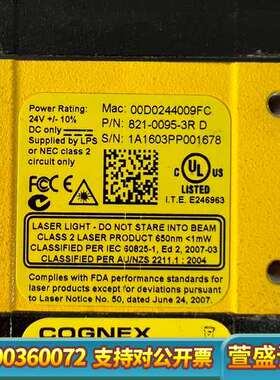 Power Rating:
24V +/- 10%
DC only
Supplied by LPS
or NEC class 2
circuit only
Mac: 00D0244009FC
P/N: 821-0095-3R D
S/N: 1A1603PP001678
FC
c UL US
LISTED
I.T.E. E246963
LASER LIGHT - DO NOT STARE INTO BEAM
CLASS 2 LASER PRODUCT 650nm <1mW
CLASSIFIED PER IEC 60825-1, Ed 2, 2007-03
CLASSIFIED PER AU/NZS 2211.1 : 2004
Complies with FDA performance standards for
laser products except for deviations pursuant
to Laser Notice No. 50, dated June 24, 2007.
COGNEX
00360072 支持对公开票
萱盛